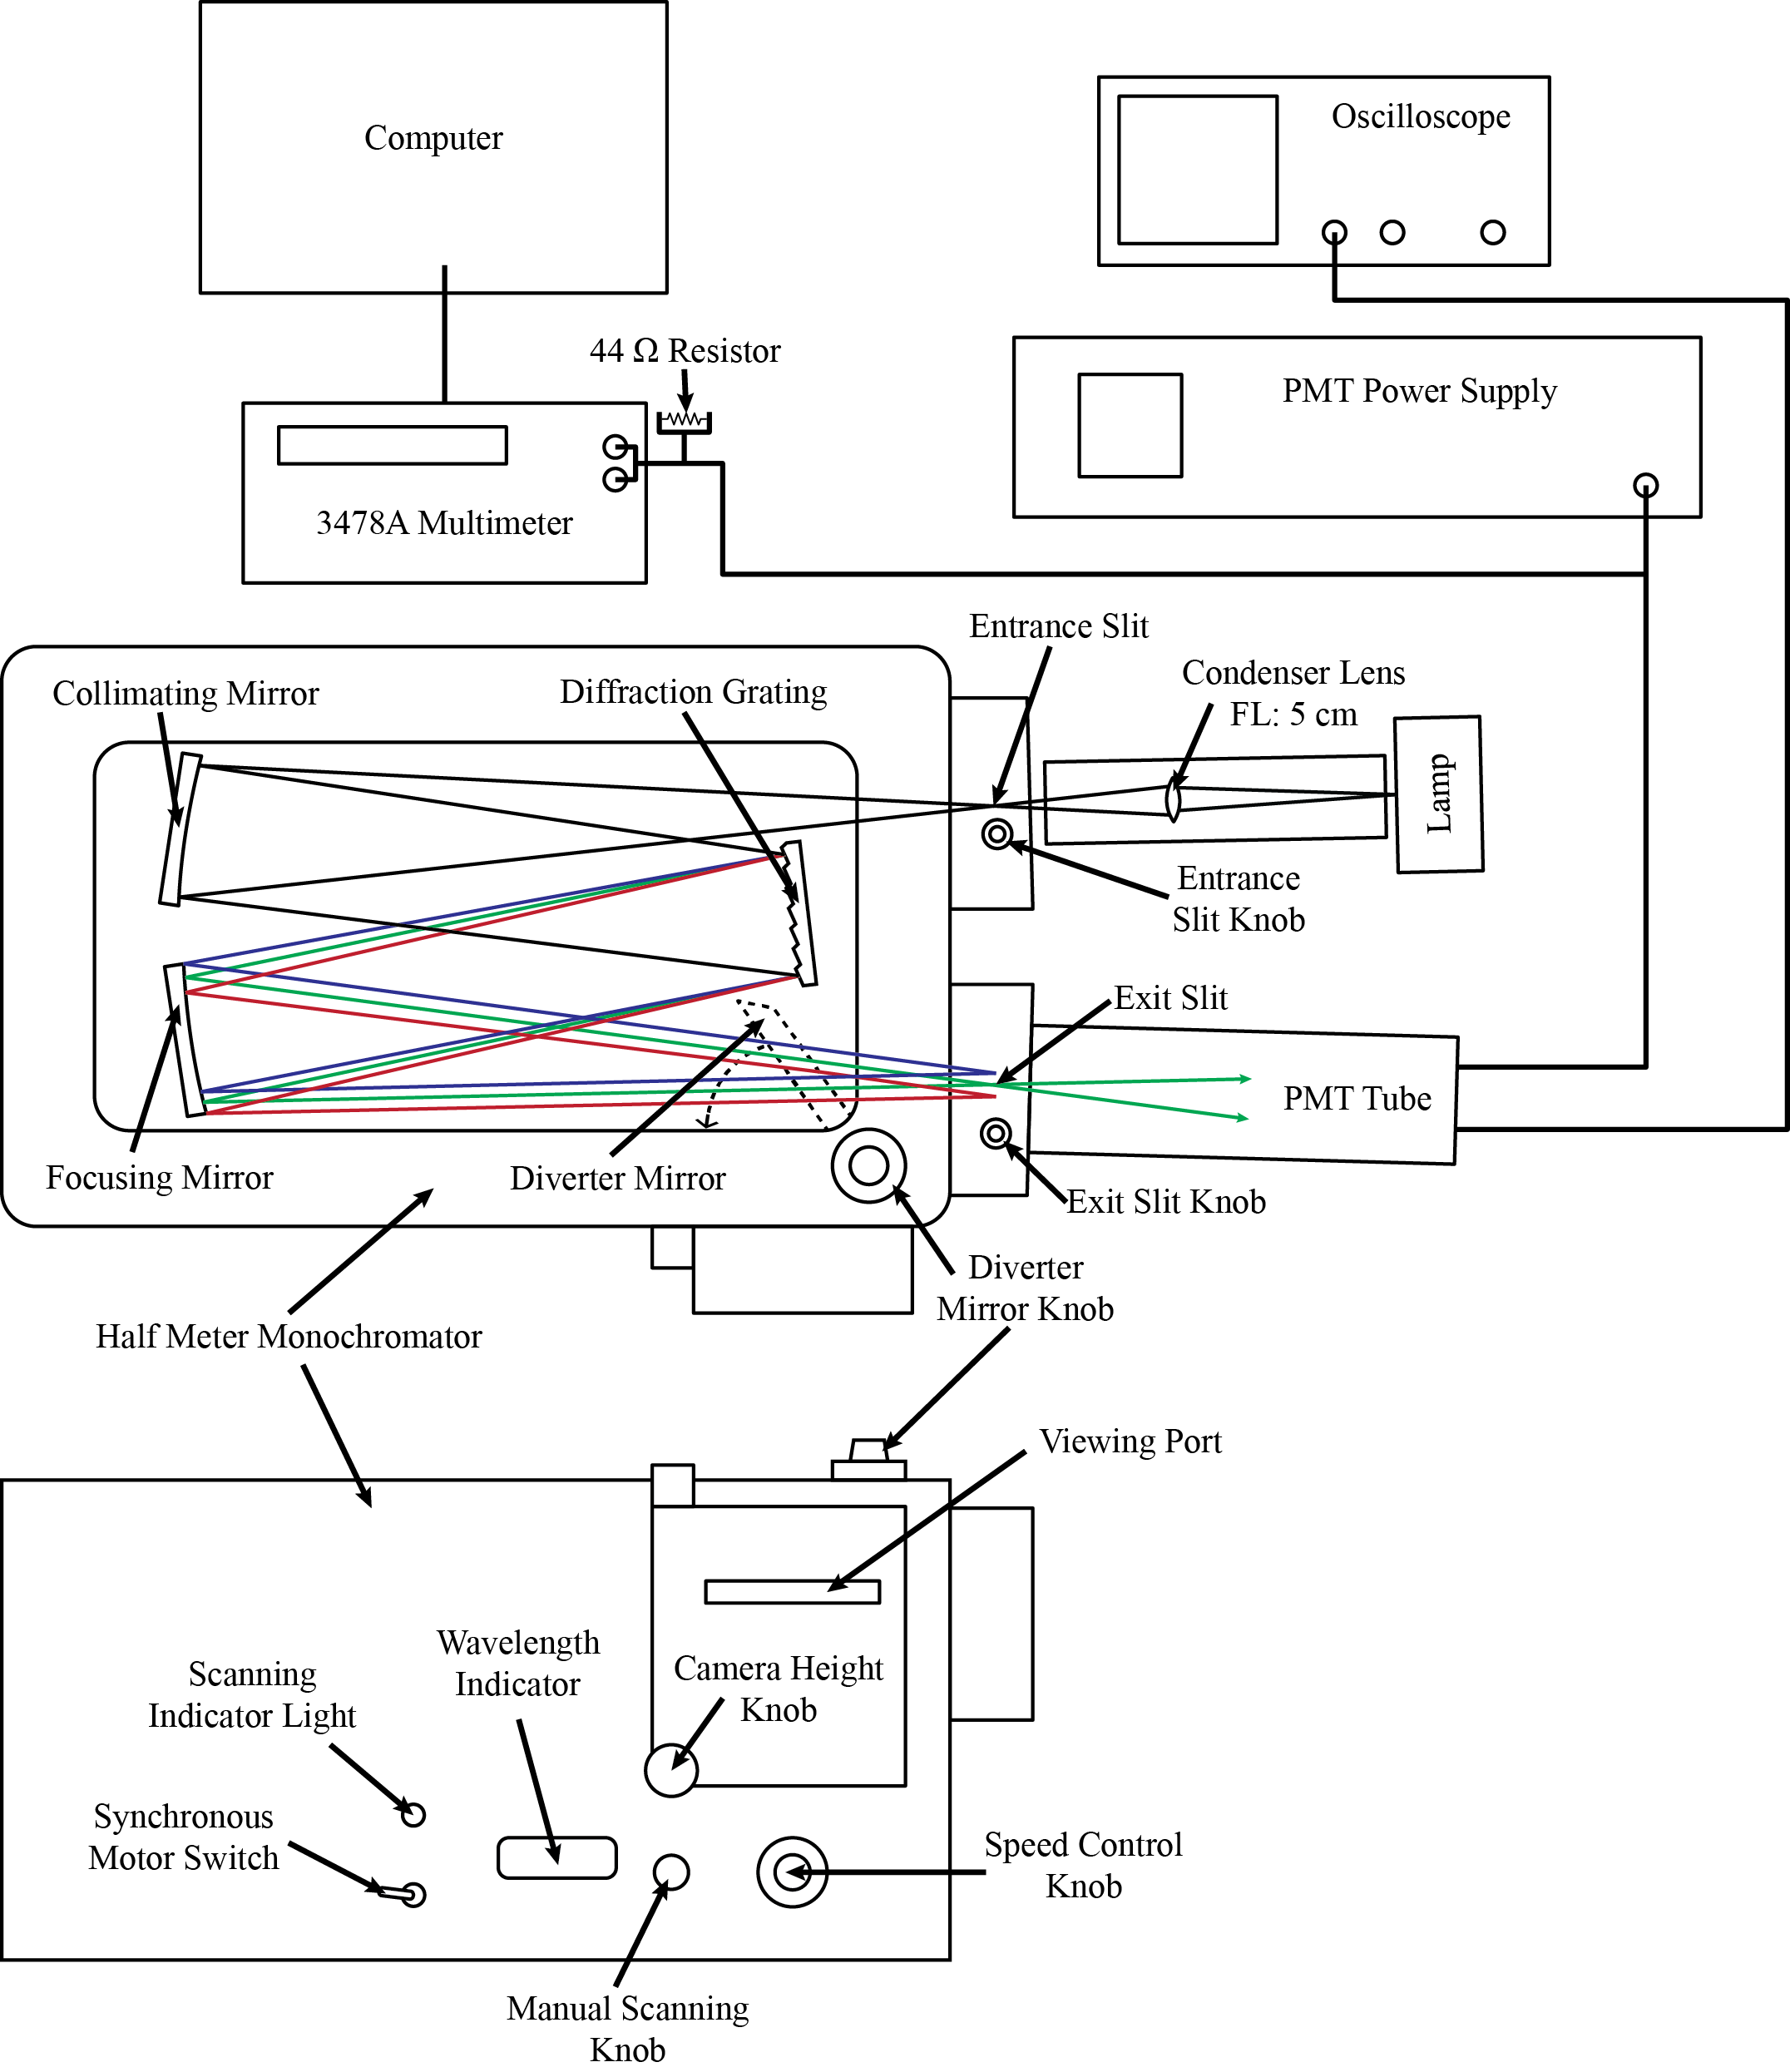 Computer
Oscilloscope
44 Ω Resistor
PMT Power Supply
3478A Multimeter
Entrance Slit
Condenser Lens
FL: 5 cm
Collimating Mirror
Diffraction Grating
Lamp
Entrance
Slit Knob
Exit Slit
PMT Tube
Focusing Mirror
Diverter Mirror
Exit Slit Knob
Diverter
Mirror Knob
Half Meter Monochromator
Viewing Port
Wavelength
Indicator
Scanning
Indicator Light
Camera Height
Knob
Synchronous
Motor Switch
Speed Control
Knob
Manual Scanning
Knob